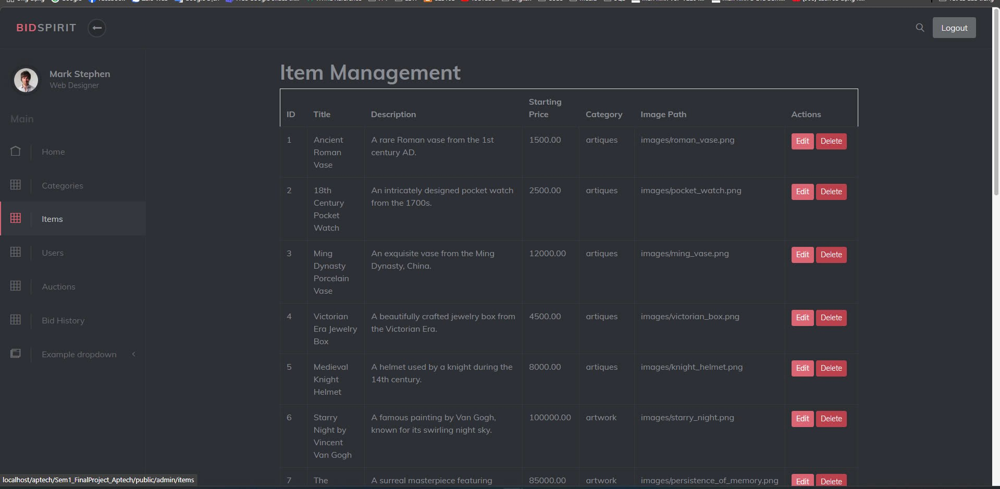 BIDSPIRIT
Logout
Mark Stephen
Web Designer
Main
Home
Categories
Items
Users
Auctions
Bid History
Example dropdown
Item Management
ID Title Description Starting Price Category Image Path Actions
1 Ancient Roman Vase A rare Roman vase from the 1st century AD. 1500.00 artiques images/roman_vase.png Edit Delete
2 18th Century Pocket Watch An intricately designed pocket watch from the 1700s. 2500.00 artiques images/pocket_watch.png Edit Delete
3 Ming Dynasty Porcelain Vase An exquisite vase from the Ming Dynasty, China. 12000.00 artiques images/ming_vase.png Edit Delete
4 Victorian Era Jewelry Box A beautifully crafted jewelry box from the Victorian Era. 4500.00 artiques images/victorian_box.png Edit Delete
5 Medieval Knight Helmet A helmet used by a knight during the 14th century. 8000.00 artiques images/knight_helmet.png Edit Delete
6 Starry Night by Vincent Van Gogh A famous painting by Van Gogh, known for its swirling night sky. 100000.00 artwork images/starry_night.png Edit Delete
7 The A surreal masterpiece featuring 85000.00 artwork images/persistence_of_memory.png Edit Delete
localhost/aptech/Sem1_FinalProject_Aptech/public/admin/items